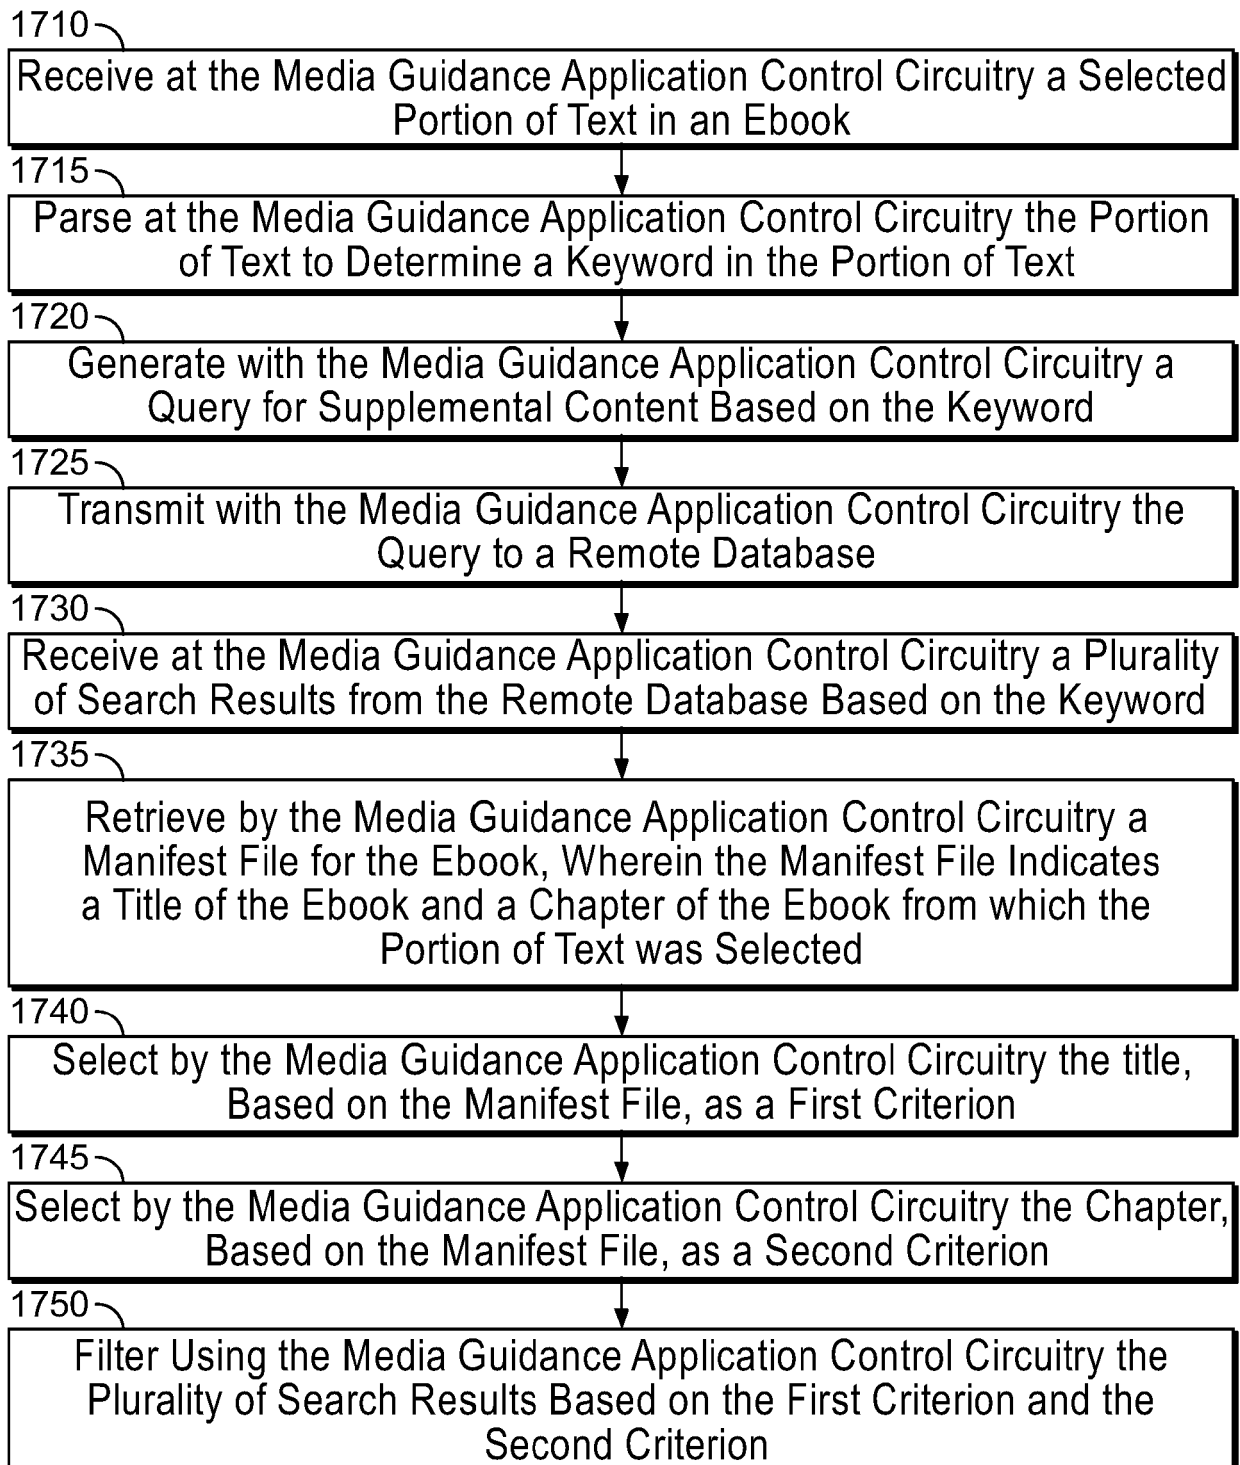 1710
Receive at the Media Guidance Application Control Circuitry a Selected
Portion of Text in an Ebook
1715
Parse at the Media Guidance Application Control Circuitry the Portion
of Text to Determine a Keyword in the Portion of Text
1720
Generate with the Media Guidance Application Control Circuitry a
Query for Supplemental Content Based on the Keyword
1725
Transmit with the Media Guidance Application Control Circuitry the
Query to a Remote Database
1730
Receive at the Media Guidance Application Control Circuitry a Plurality
of Search Results from the Remote Database Based on the Keyword
1735
Retrieve by the Media Guidance Application Control Circuitry a
Manifest File for the Ebook, Wherein the Manifest File Indicates
a Title of the Ebook and a Chapter of the Ebook from which the
Portion of Text was Selected
1740
Select by the Media Guidance Application Control Circuitry the title,
Based on the Manifest File, as a First Criterion
1745
Select by the Media Guidance Application Control Circuitry the Chapter,
Based on the Manifest File, as a Second Criterion
1750
Filter Using the Media Guidance Application Control Circuitry the
Plurality of Search Results Based on the First Criterion and the
Second Criterion